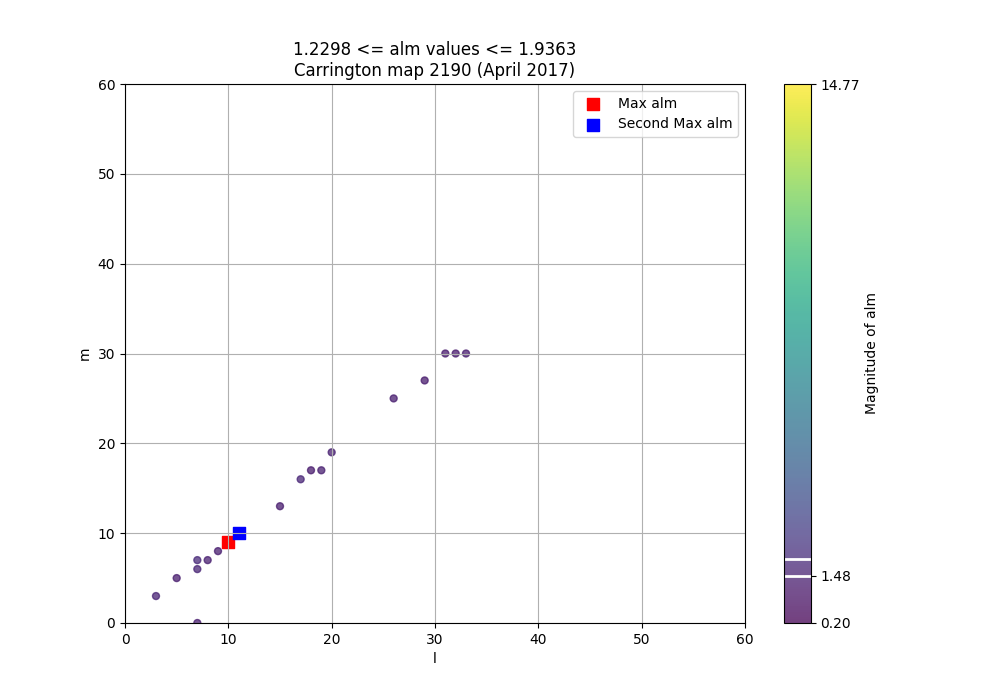 1.2298 <= alm values <= 1.9363
Carrington map 2190 (April 2017)
Max alm
Second Max alm
60
50
40
30
20
10
0
m
0 10 20 30 40 50 60
l
14.77
1.48
0.20
Magnitude of alm